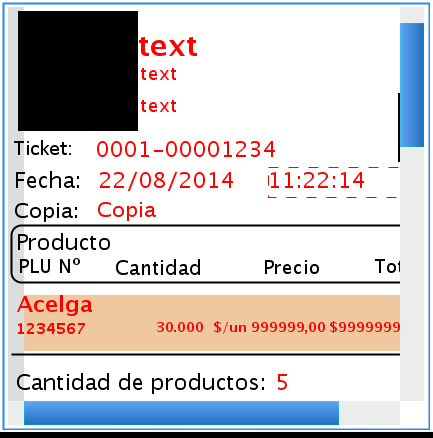 text
text
text
Ticket: 0001-00001234
Fecha: 22/08/2014 11:22:14
Copia: Copia
Producto
PLU Nº Cantidad Precio Tot
Acelga
1234567 30.000 $/un 999999,00 $9999999
Cantidad de productos: 5